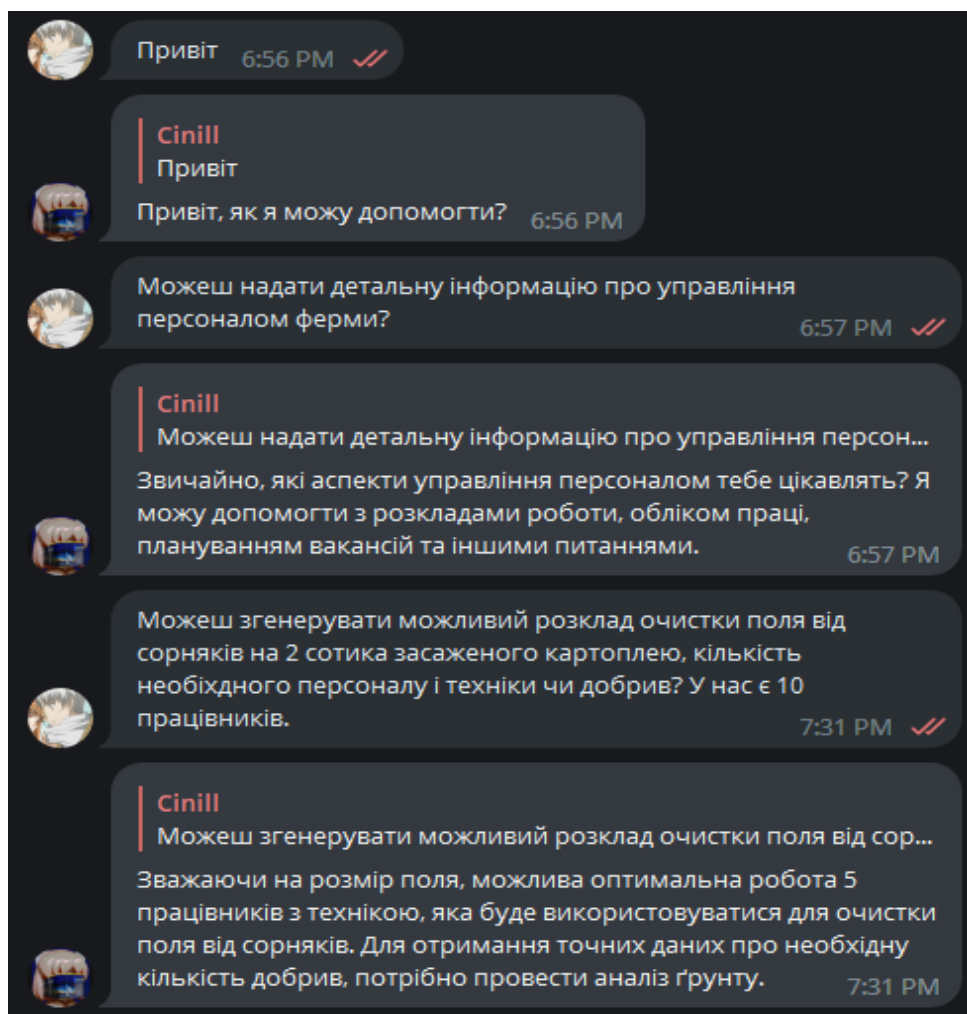 Привіт 6:56 PM
Cinill
Привіт
Привіт, як я можу допомогти? 6:56 PM
Можеш надати детальну інформацію про управління
персоналом ферми? 6:57 PM
Cinill
Можеш надати детальну інформацію про управління персон...
Звичайно, які аспекти управління персоналом тебе цікавлять? Я
можу допомогти з розкладами роботи, обліком праці,
плануванням вакансій та іншими питаннями. 6:57 PM
Можеш згенерувати можливий розклад очистки поля від
сорняків на 2 сотика засаженого картоплею, кількість
необіхдного персоналу і техніки чи добрив? У нас є 10
працівників. 7:31 PM
Cinill
Можеш згенерувати можливий розклад очистки поля від сор...
Зважаючи на розмір поля, можлива оптимальна робота 5
працівників з технікою, яка буде використовуватися для очистки
поля від сорняків. Для отримання точних даних про необхідну
кількість добрив, потрібно провести аналіз ґрунту. 7:31 PM